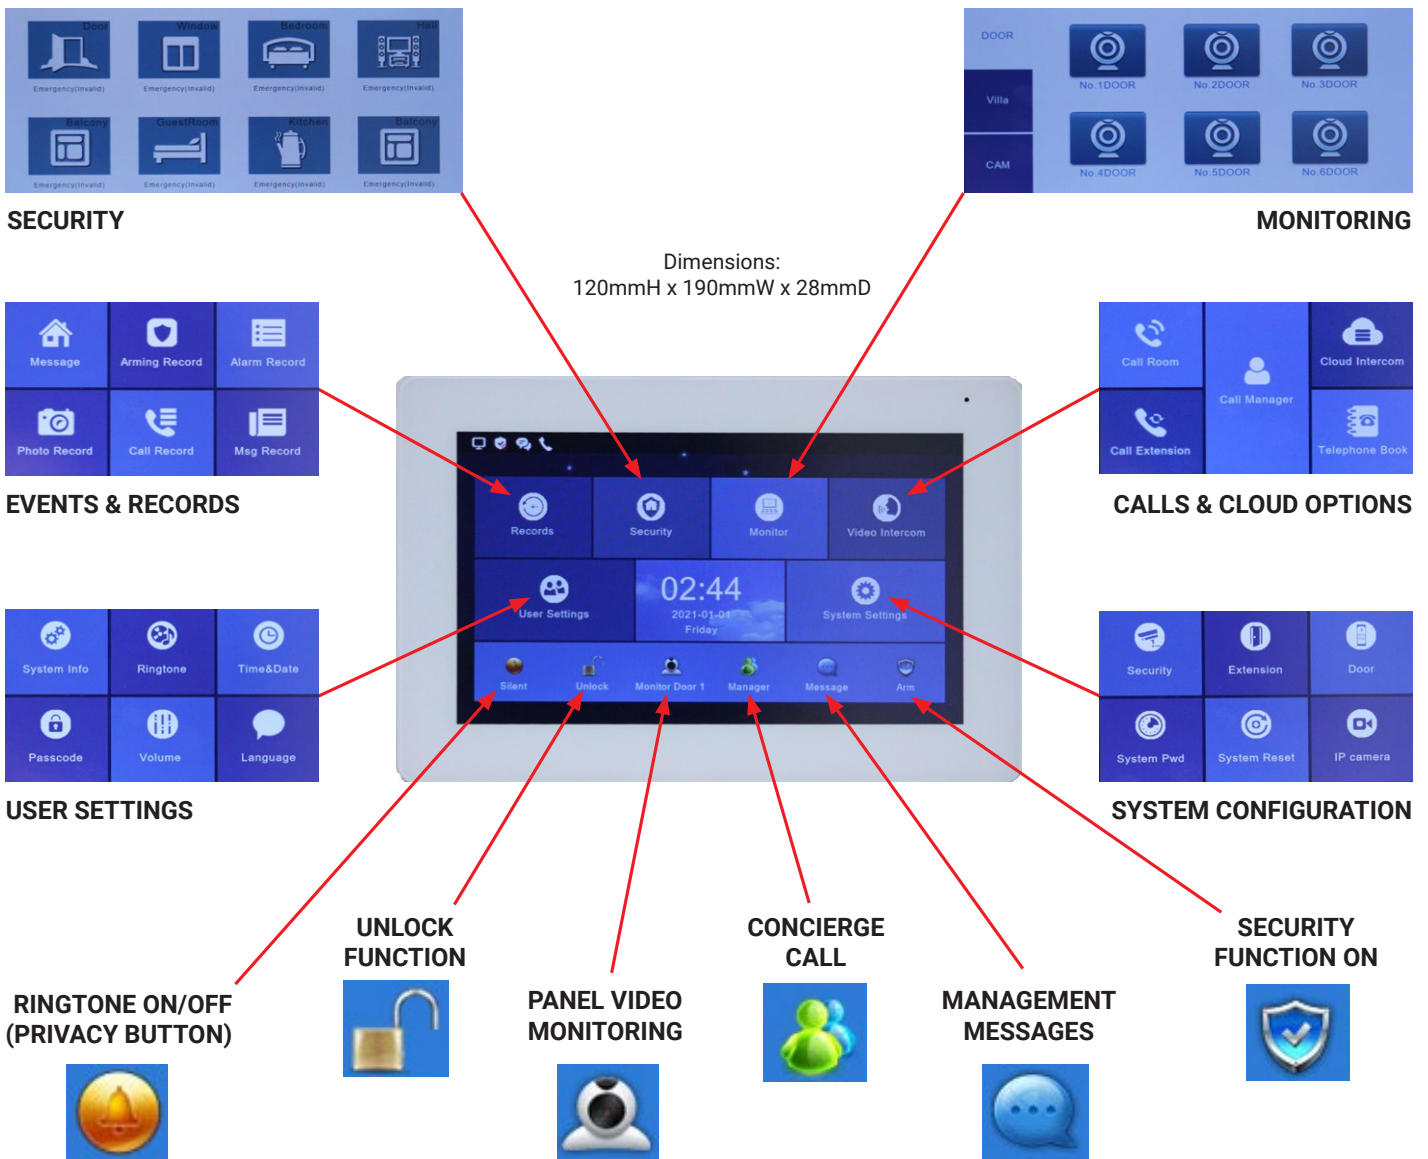 Door
Window
Bedroom
Hall
Emergency(Invalid)
Emergency(Invalid)
Emergency(Invalid)
Emergency(Invalid)
Balcony
GuestRoom
Kitchen
Balcony
Emergency(Invalid)
Emergency(Invalid)
Emergency(Invalid)
Emergency(Invalid)
SECURITY
DOOR
Villa
CAM
No.1DOOR
No.2DOOR
No.3DOOR
No.4DOOR
No.5DOOR
No.6DOOR
MONITORING
Dimensions:
120mmH x 190mmW x 28mmD
Message
Arming Record
Alarm Record
Photo Record
Call Record
Msg Record
EVENTS & RECORDS
Call Room
Call Manager
Cloud Intercom
Call Extension
Telephone Book
CALLS & CLOUD OPTIONS
Records
Security
Monitor
Video Intercom
User Settings
02:44
2021-01-01
Friday
System Settings
Silent
Unlock
Monitor Door 1
Manager
Message
Arm
System Info
Ringtone
Time&Date
Passcode
Volume
Language
USER SETTINGS
Security
Extension
Door
System Pwd
System Reset
IP camera
SYSTEM CONFIGURATION
RINGTONE ON/OFF
(PRIVACY BUTTON)
UNLOCK
FUNCTION
PANEL VIDEO
MONITORING
CONCIERGE
CALL
MANAGEMENT
MESSAGES
SECURITY
FUNCTION ON